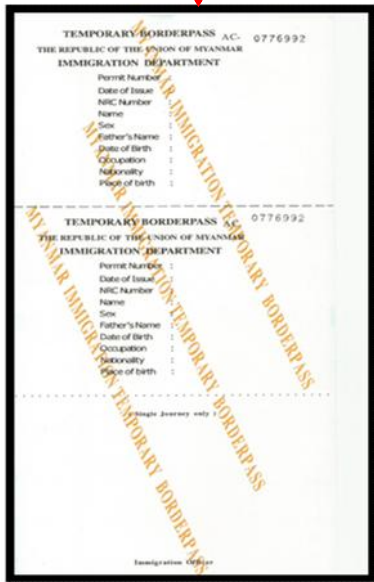 TEMPORARY BORDERPASS AC- 0776992
THE REPUBLIC OF THE UNION OF MYANMAR
IMMIGRATION DEPARTMENT
Permit Number :
Date of Issue :
NRC Number :
Name :
Sex :
Father's Name :
Date of Birth :
Occupation :
Nationality :
Place of birth :
TEMPORARY BORDERPASS AC- 0776992
THE REPUBLIC OF THE UNION OF MYANMAR
IMMIGRATION DEPARTMENT
Permit Number :
Date of Issue :
NRC Number :
Name :
Sex :
Father's Name :
Date of Birth :
Occupation :
Nationality :
Place of birth :
( Single Journey only )
Immigration Officer
MYANMAR IMMIGRATION TEMPORARY BORDERPASS
MYANMAR IMMIGRATION TEMPORARY BORDERPASS
MYANMAR IMMIGRATION TEMPORARY BORDERPASS